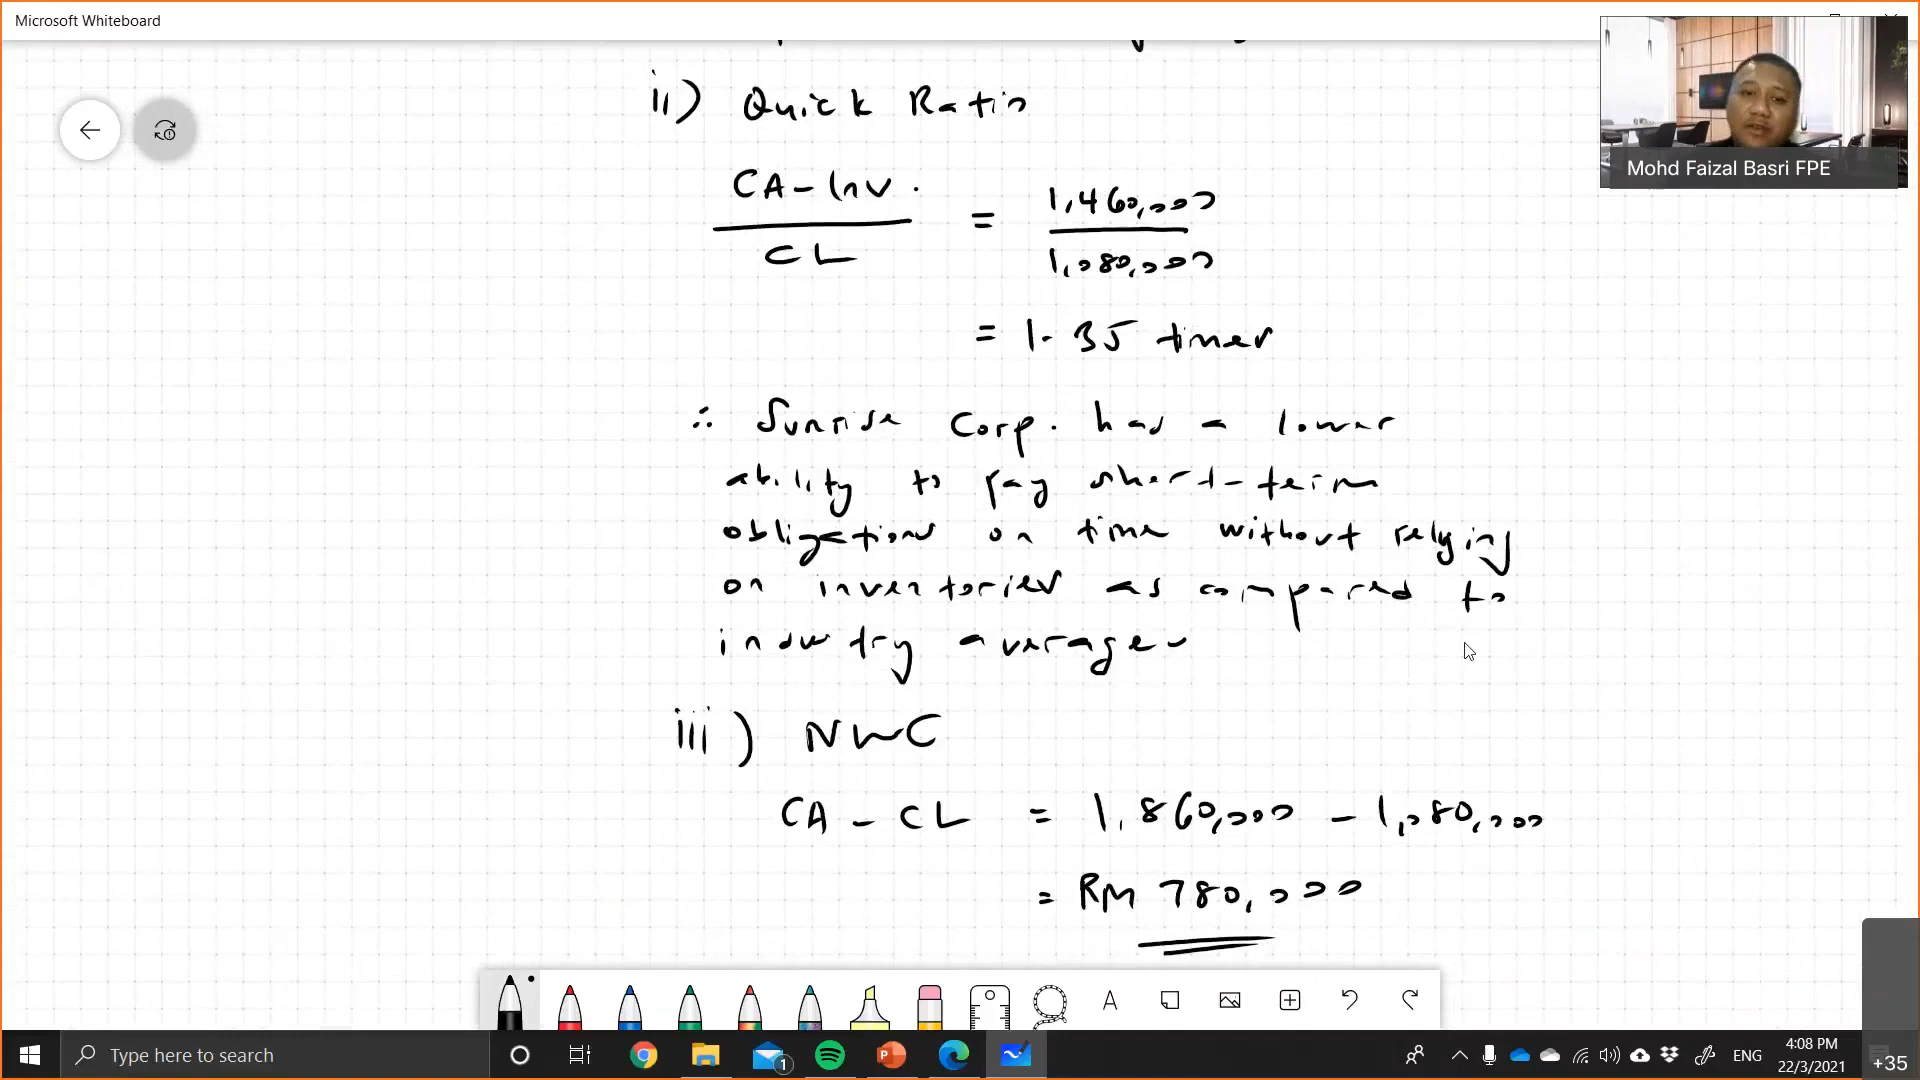 Microsoft Whiteboard
Mohd Faizal Basri FPE
ii) Quick Ratio
CA - Inv. = 1,460,000
CL 1,080,000
= 1.35 times
∴ Sunrise Corp. has a lower
ability to pay short-term
obligations on time without relying
on inventories as compared to
industry average
iii) NWC
CA - CL = 1,860,000 - 1,080,000
= RM 780,000
A
Type here to search
1
ENG
4:08 PM
22/3/2021
+35